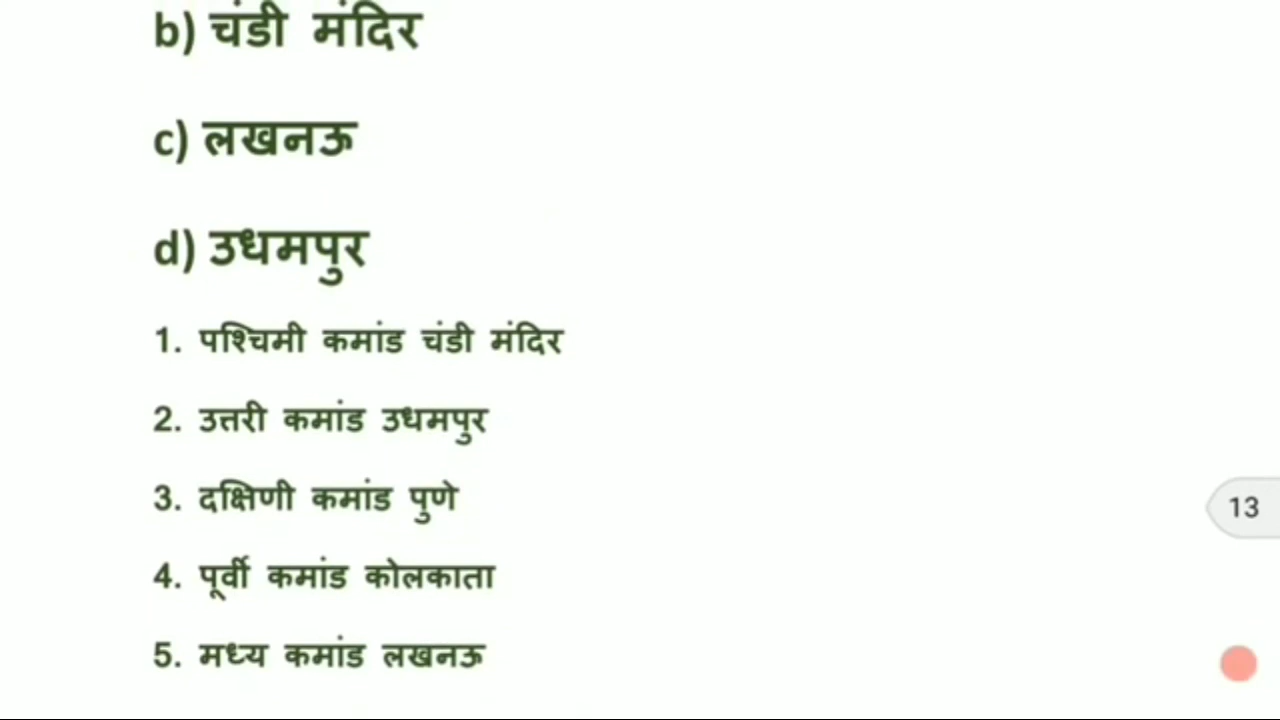 b) चंडी मंदिर
c) लखनऊ
d) उधमपुर
1. पश्चिमी कमांड चंडी मंदिर
2. उत्तरी कमांड उधमपुर
3. दक्षिणी कमांड पुणे
13
4. पूर्वी कमांड कोलकाता
5. मध्य कमांड लखनऊ